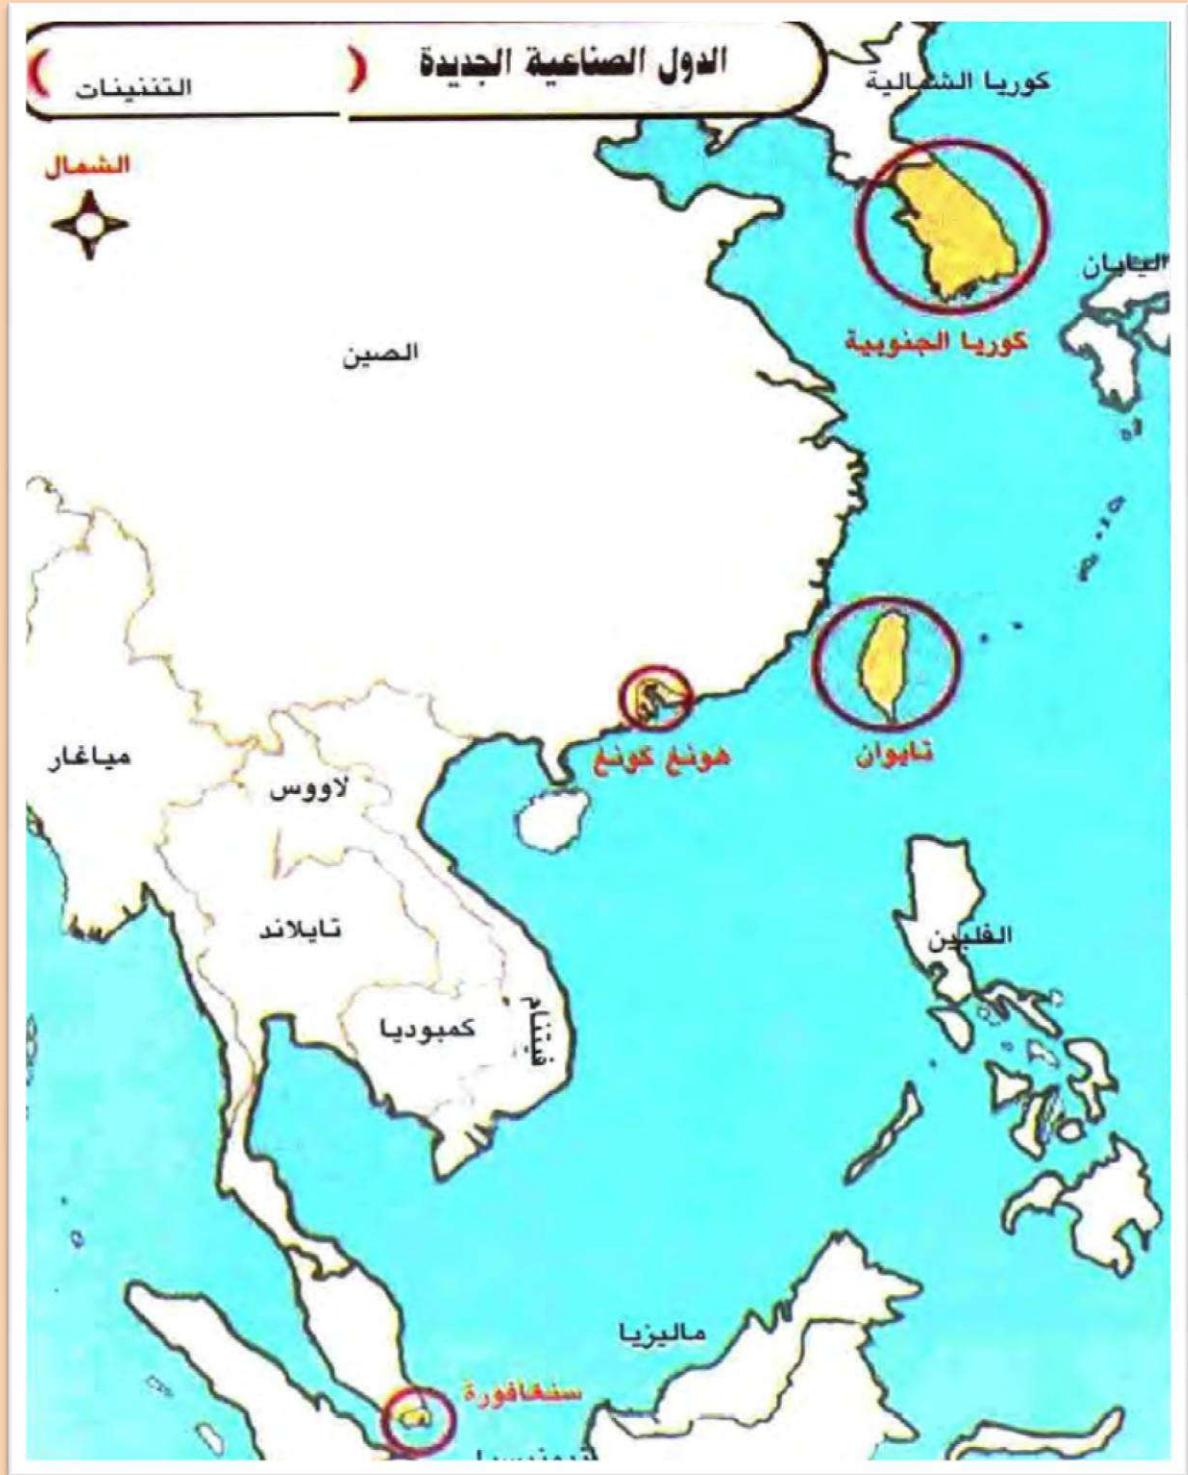 الدول الصناعية الجديدة
( التنينات )
كوريا الشمالية
الشمال
اليابان
كوريا الجنوبية
الصين
مياغار
لاووس
هونغ كونغ
تايوان
تايلاند
الفلبين
كمبوديا
فيتنام
ماليزيا
سنغافورة